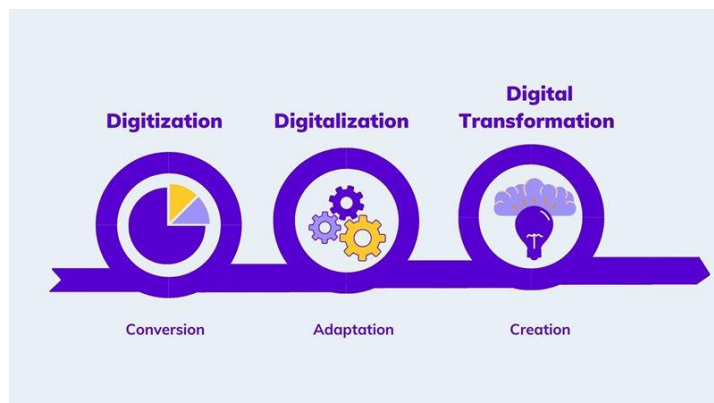 Digitization
Digitalization
Digital
Transformation
Conversion
Adaptation
Creation